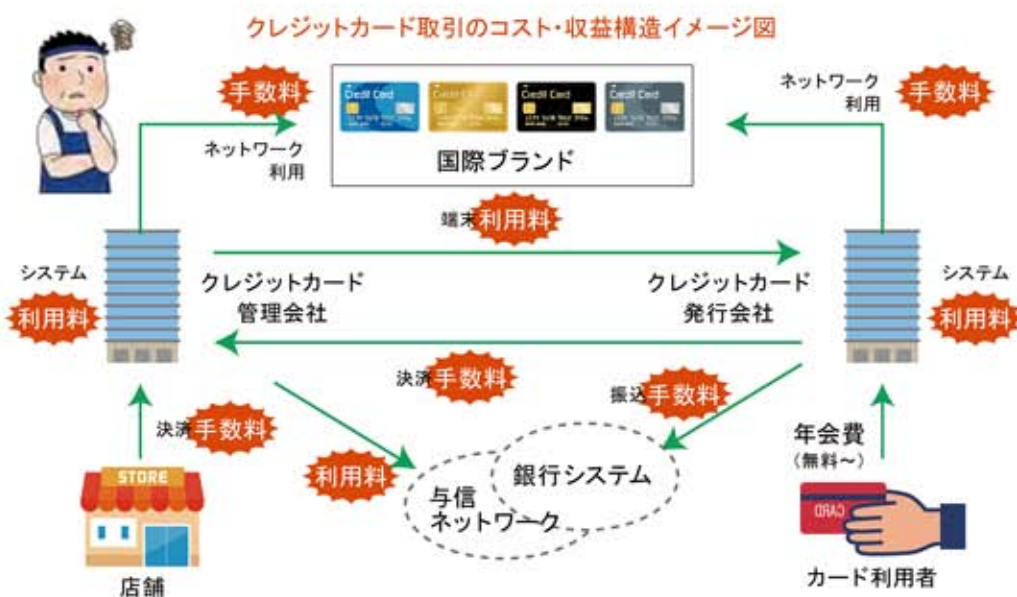 クレジットカード取引のコスト・収益構造イメージ図
手数料
ネットワーク
利用
Credit Card
Credit Card
Credit Card
Credit Card
国際ブランド
ネットワーク
利用
手数料
端末利用料
システム
利用料
クレジットカード
管理会社
クレジットカード
発行会社
システム
利用料
決済手数料
振込手数料
決済手数料
利用料
与信
ネットワーク
銀行システム
年会費
(無料〜)
STORE
店舗
CARD
カード利用者